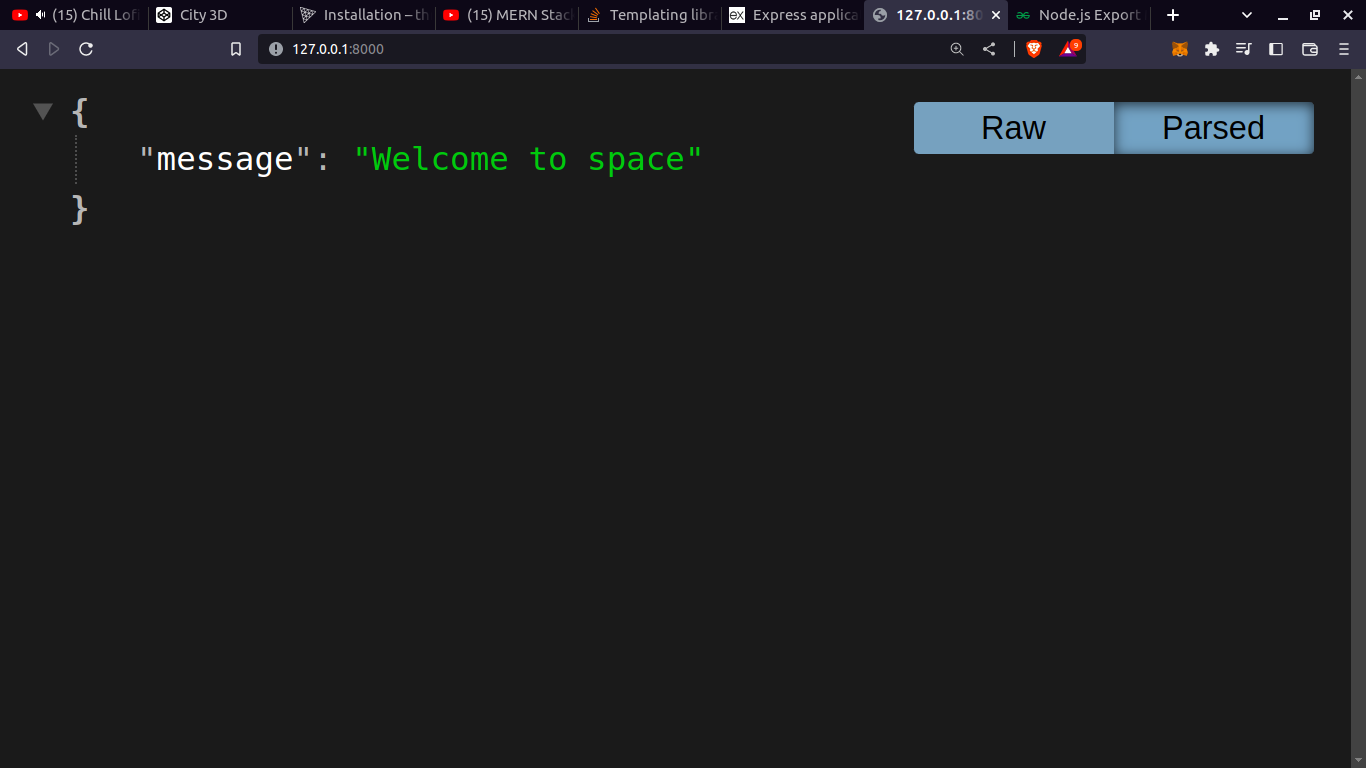 (15) Chill Lofi
City 3D
Installation – th
(15) MERN Stac
Templating libr
ex
Express applica
127.0.0.1:80
Node.js Export
127.0.0.1:8000
9
{
Raw
Parsed
"message": "Welcome to space"
}